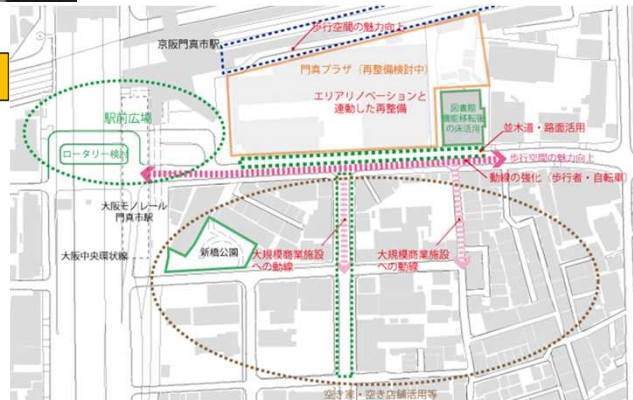 歩行空間の魅力向上
京阪門真市駅
門真プラザ（再整備検討中）
エリアリノベーションと
連動した再整備
図書館
機能移転後
の床活用
駅前広場
ロータリー検討
並木道・路面活用
歩行空間の魅力向上
動線の強化（歩行者・自転車）
大阪モノレール
門真市駅
大阪中央環状線
新橋公園
大規模商業施設
への動線
大規模商業施設
への動線
空き家・空き店舗活用等